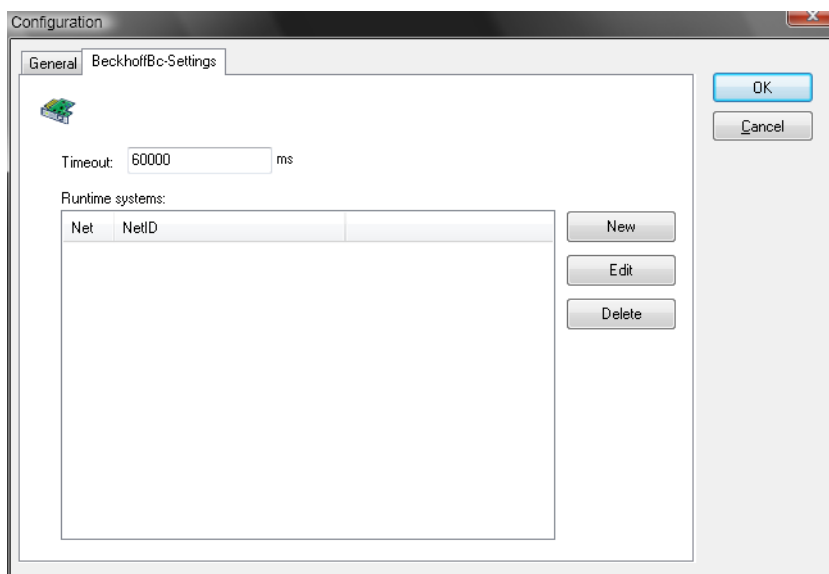 Configuration
General BeckhoffBc-Settings
OK
Cancel
Timeout: 60000 ms
Runtime systems:
Net NetID
New
Edit
Delete